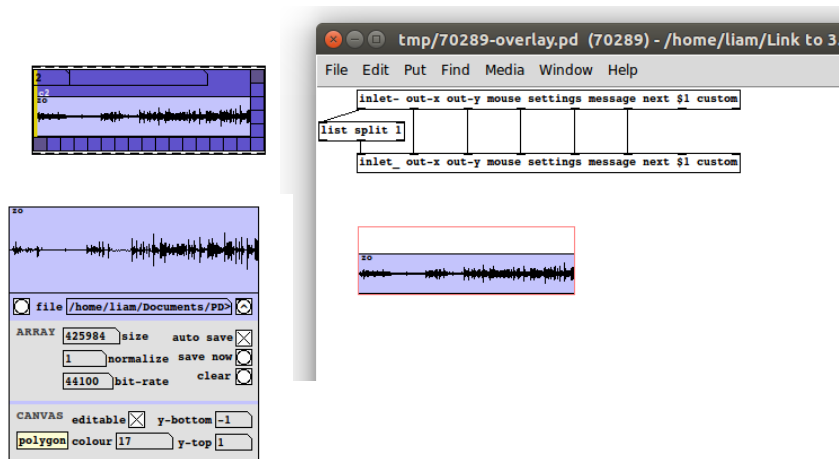 2
c2
zo
zo
file /home/liam/Documents/PD>
ARRAY 425984 size auto save
1 normalize save now
44100 bit-rate clear
CANVAS editable y-bottom -1
polygon colour 17 y-top 1
tmp/70289-overlay.pd (70289) - /home/liam/Link to 3.
File Edit Put Find Media Window Help
inlet- out-x out-y mouse settings message next $1 custom
list split 1
inlet_ out-x out-y mouse settings message next $1 custom
zo